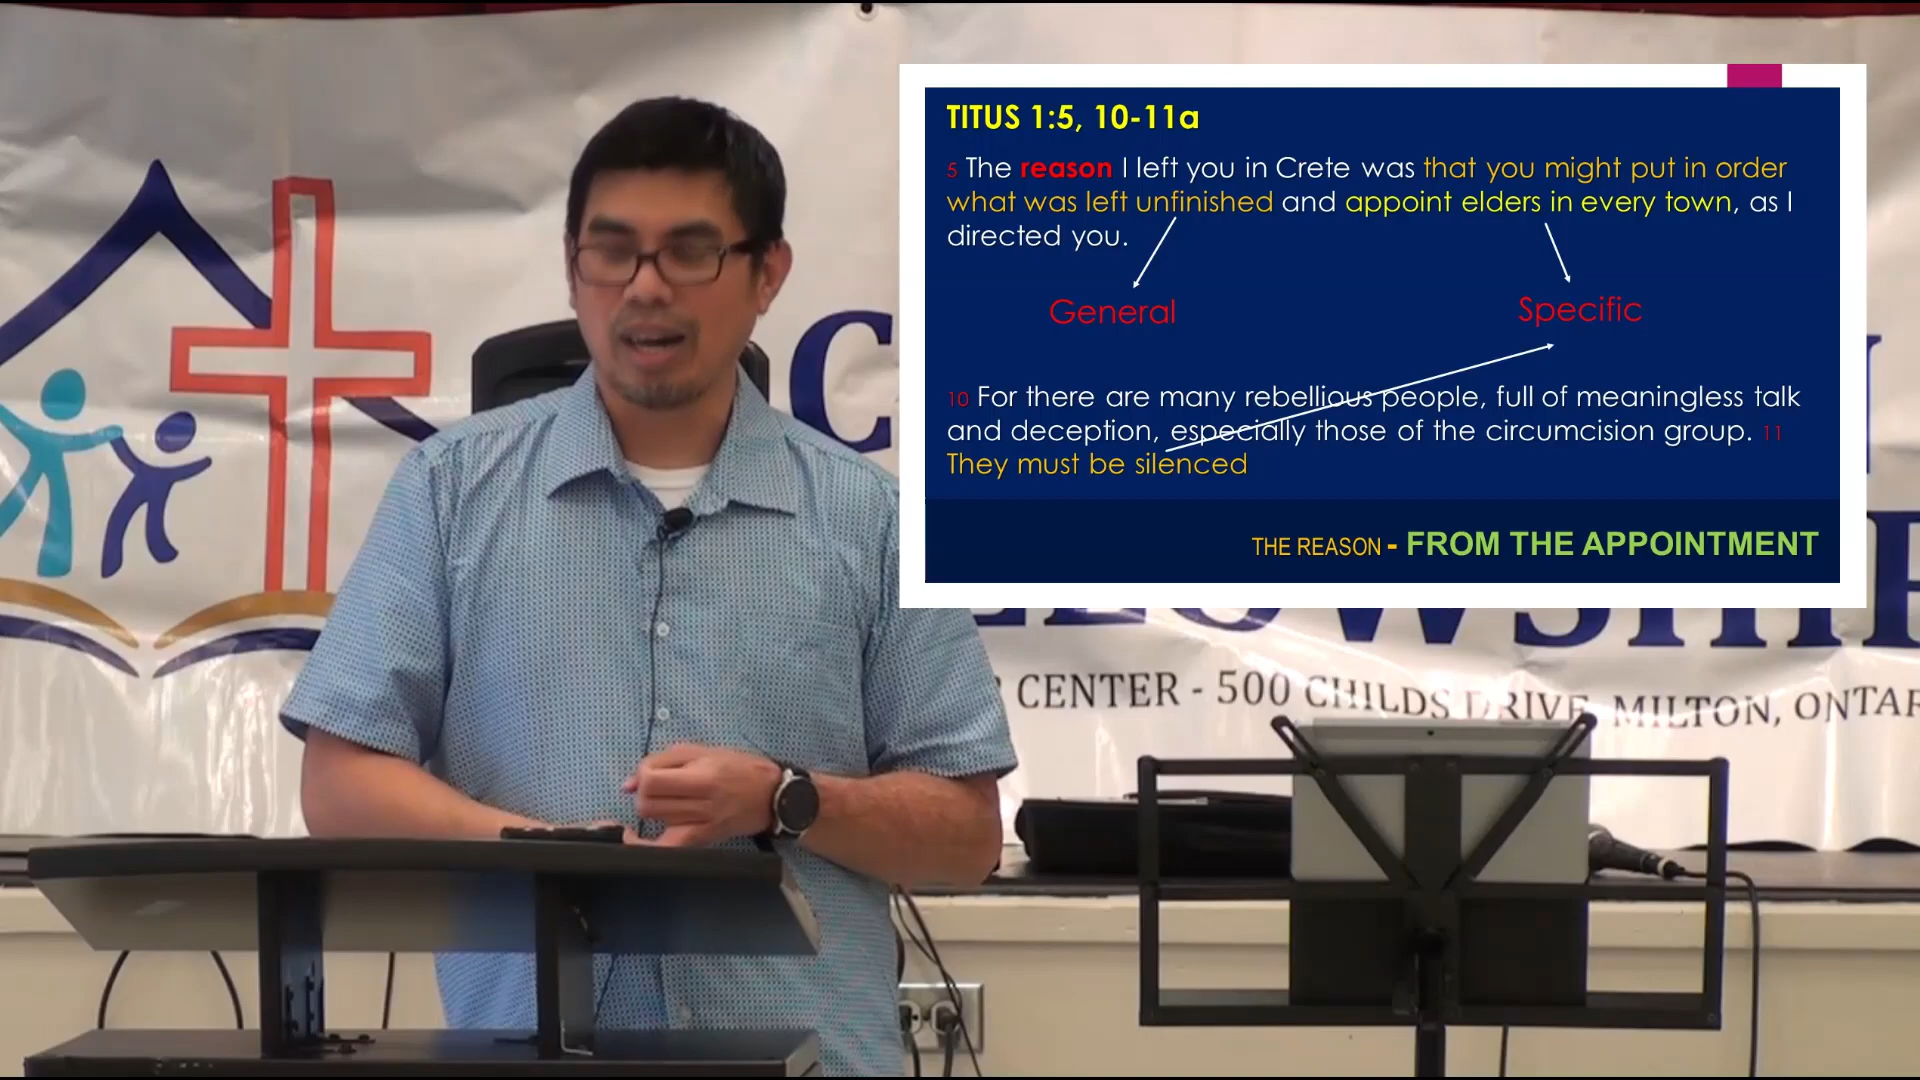 TITUS 1:5, 10-11a
5 The reason I left you in Crete was that you might put in order
what was left unfinished and appoint elders in every town, as I
directed you.
General
Specific
10 For there are many rebellious people, full of meaningless talk
and deception, especially those of the circumcision group. 11
They must be silenced
THE REASON - FROM THE APPOINTMENT
CENTER - 500 CHILDS DRIVE, MILTON, ONTAR